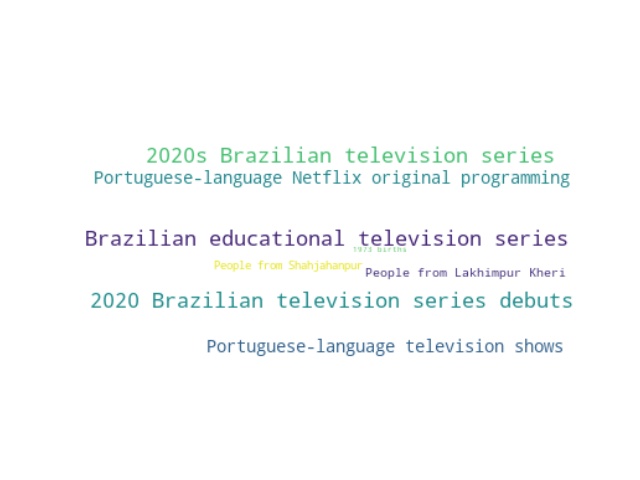 2020s Brazilian television series
Portuguese-language Netflix original programming
Brazilian educational television series
1973 births
People from Shahjahanpur
People from Lakhimpur Kheri
2020 Brazilian television series debuts
Portuguese-language television shows